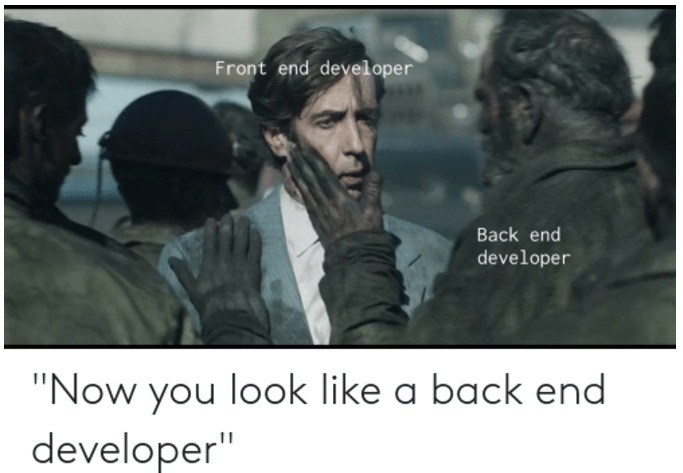 Front end developer
Back end
developer
"Now you look like a back end
developer"